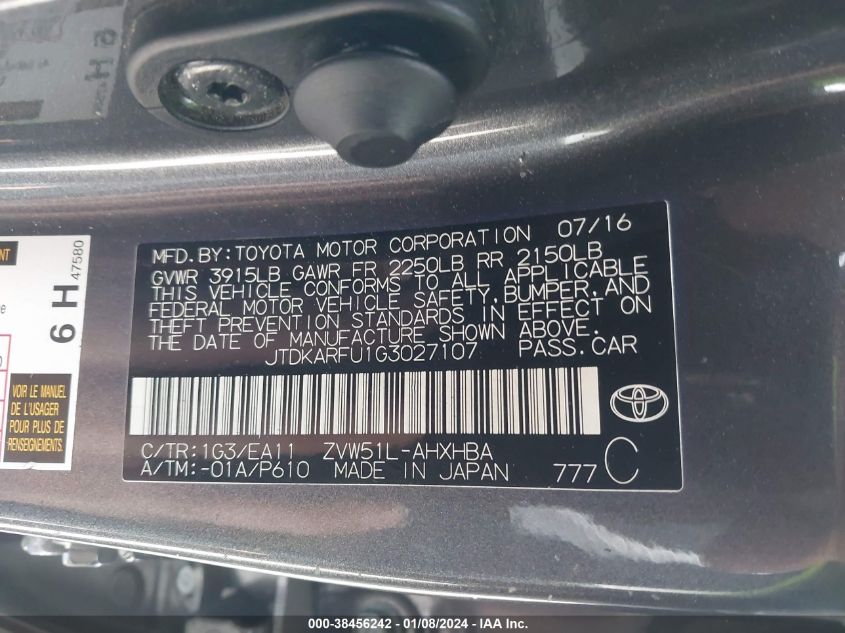 MFD. BY: TOYOTA MOTOR CORPORATION 07/16
GVWR 3915LB GAWR FR 2250LB RR 2150LB
THIS VEHICLE CONFORMS TO ALL APPLICABLE
FEDERAL MOTOR VEHICLE SAFETY, BUMPER, AND
THEFT PREVENTION STANDARDS IN EFFECT ON
THE DATE OF MANUFACTURE SHOWN ABOVE.
JTDKARFU1G3027107 PASS. CAR
C/TR: 1G3/EA11 ZVW51L-AHXHBA
A/TM: -01A/P610 MADE IN JAPAN 777 C
6 H 47580
VOIR LE MANUEL
DE L'USAGER
POUR PLUS DE
RENSEIGNEMENTS
000-38456242 - 01/08/2024 - 1:01 AM - IAA, Inc.